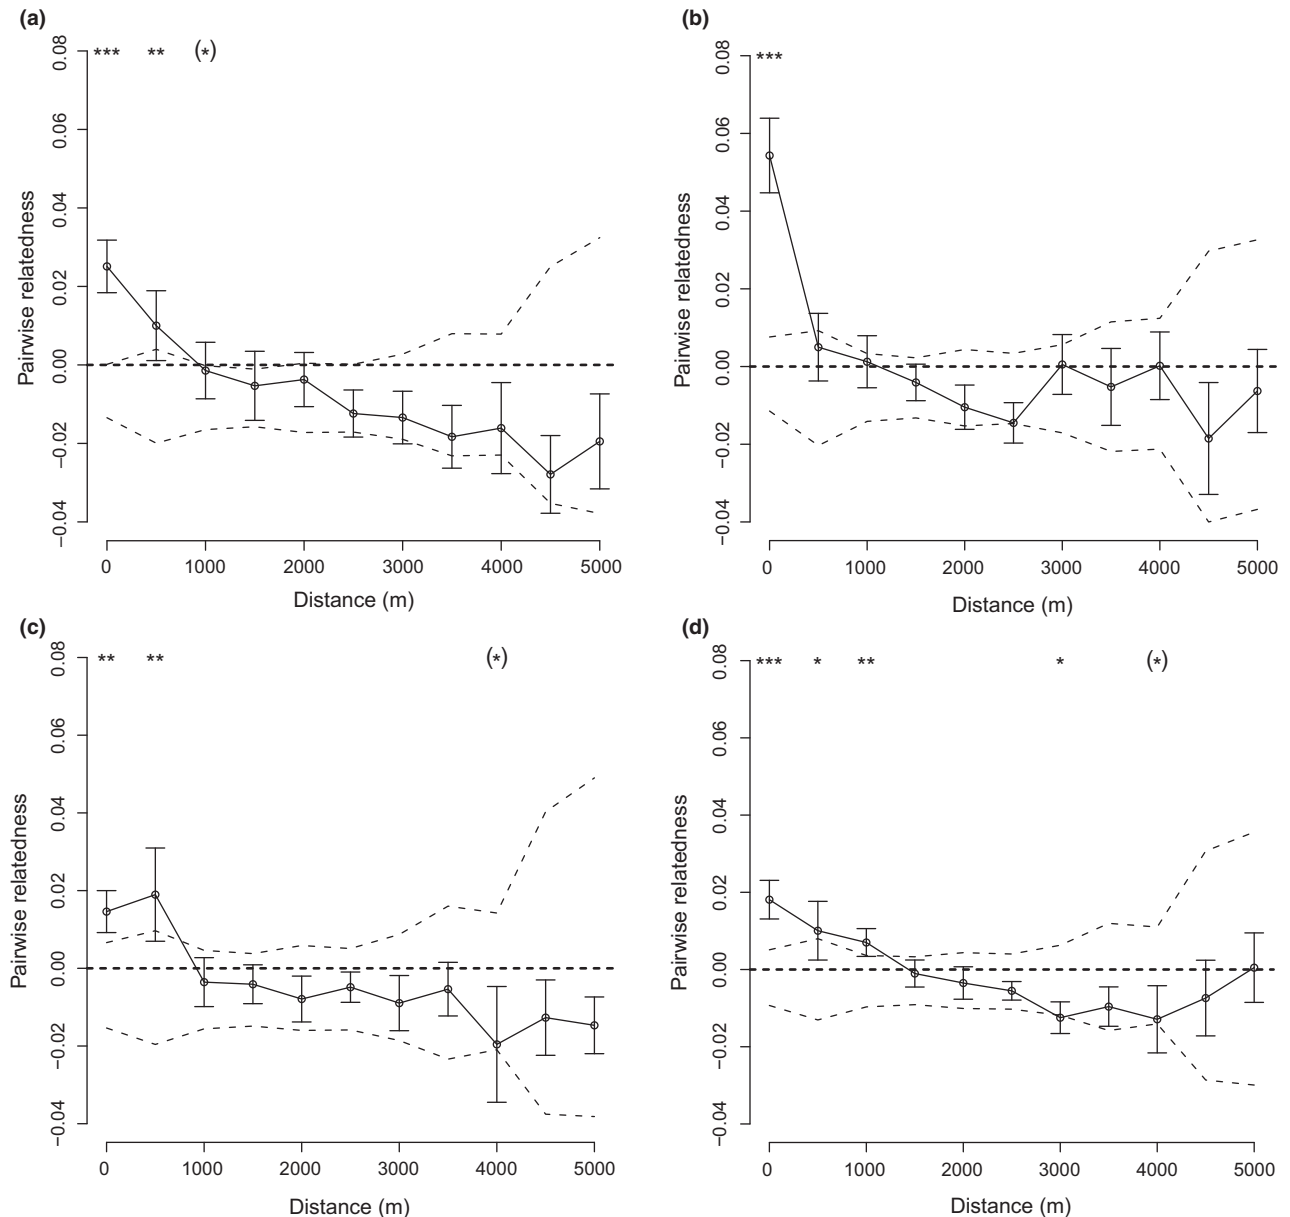 (a)
*** ** (*)
0.08
0.06
0.04
0.02
0.00
−0.02
−0.04
Pairwise relatedness
0 1000 2000 3000 4000 5000
Distance (m)
(b)
***
0.08
0.06
0.04
0.02
0.00
−0.02
−0.04
Pairwise relatedness
0 1000 2000 3000 4000 5000
Distance (m)
(c)
** ** (*)
0.08
0.06
0.04
0.02
0.00
−0.02
−0.04
Pairwise relatedness
0 1000 2000 3000 4000 5000
Distance (m)
(d)
*** * ** * (*)
0.08
0.06
0.04
0.02
0.00
−0.02
−0.04
Pairwise relatedness
0 1000 2000 3000 4000 5000
Distance (m)